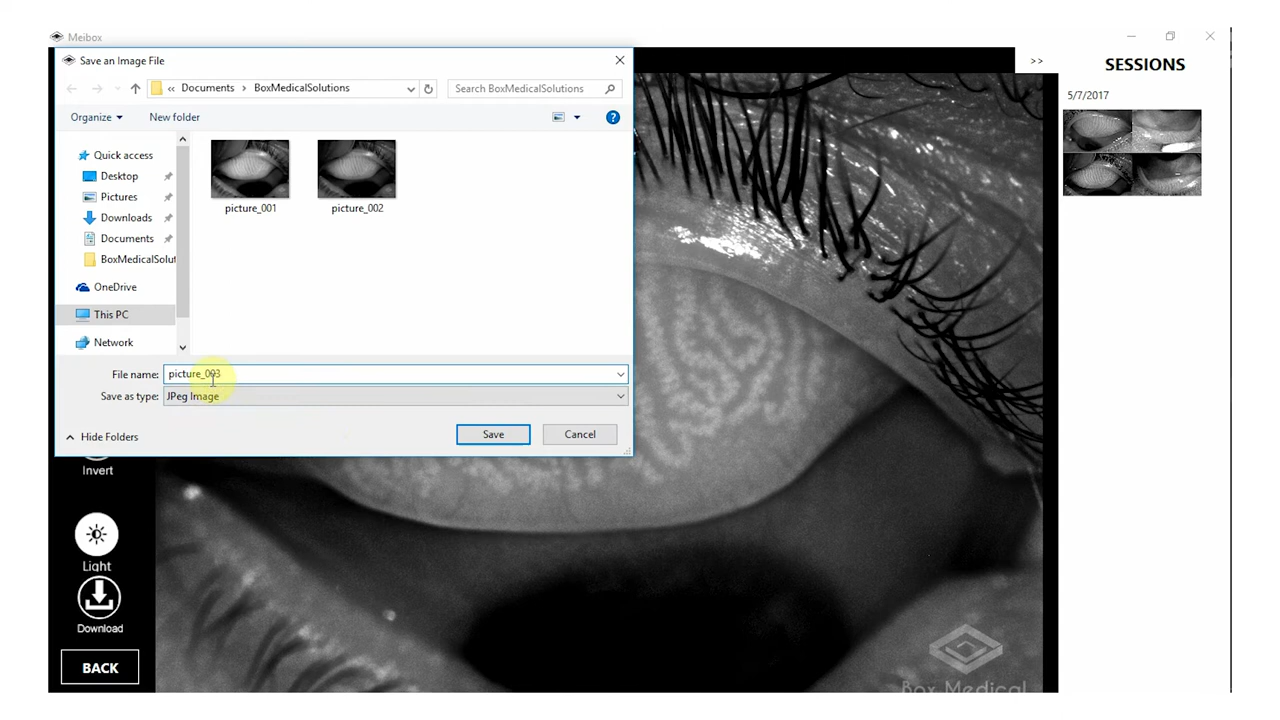 Meibox
Save an Image File
« Documents > BoxMedicalSolutions
Search BoxMedicalSolutions
>>
SESSIONS
Organize
New folder
5/7/2017
Quick access
Desktop
Pictures
Downloads
Documents
BoxMedicalSolut
OneDrive
This PC
Network
picture_001
picture_002
File name: picture_003
Save as type: JPeg Image
Hide Folders
Save
Cancel
Invert
Light
Download
BACK
Box Medical